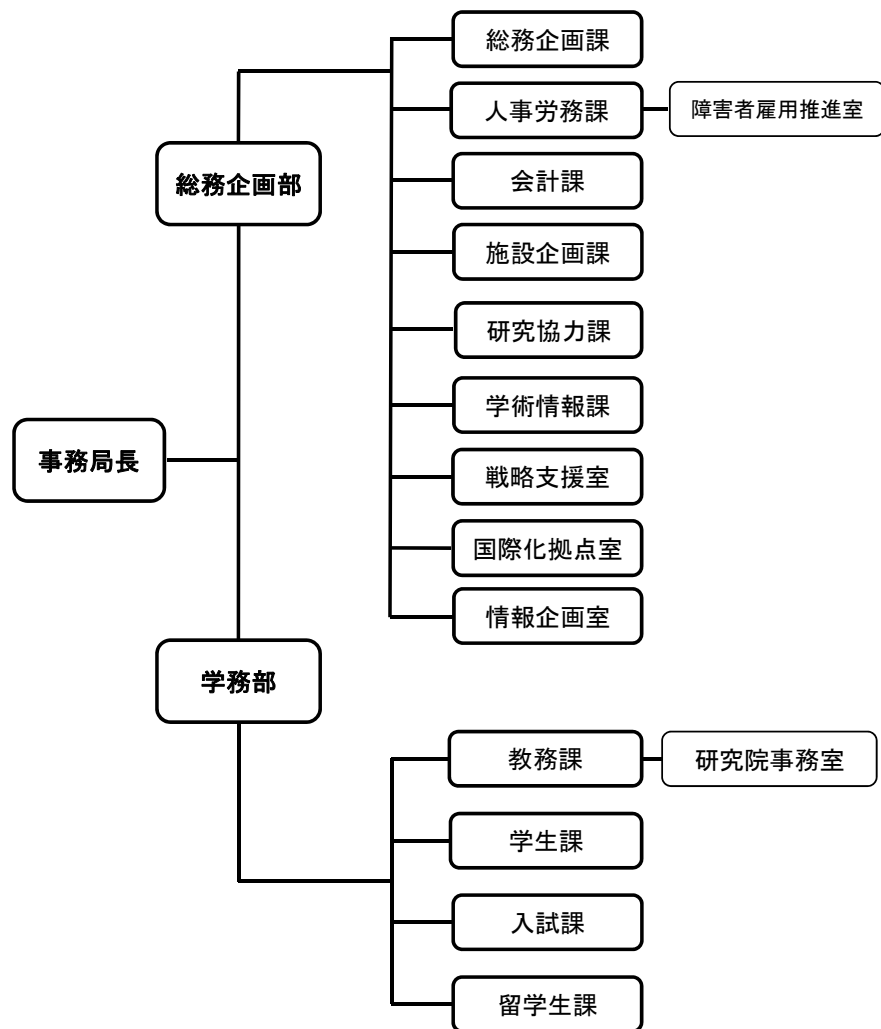 総務企画課
人事労務課
障害者雇用推進室
総務企画部
会計課
施設企画課
研究協力課
学術情報課
事務局長
戦略支援室
国際化拠点室
情報企画室
学務部
教務課
研究院事務室
学生課
入試課
留学生課